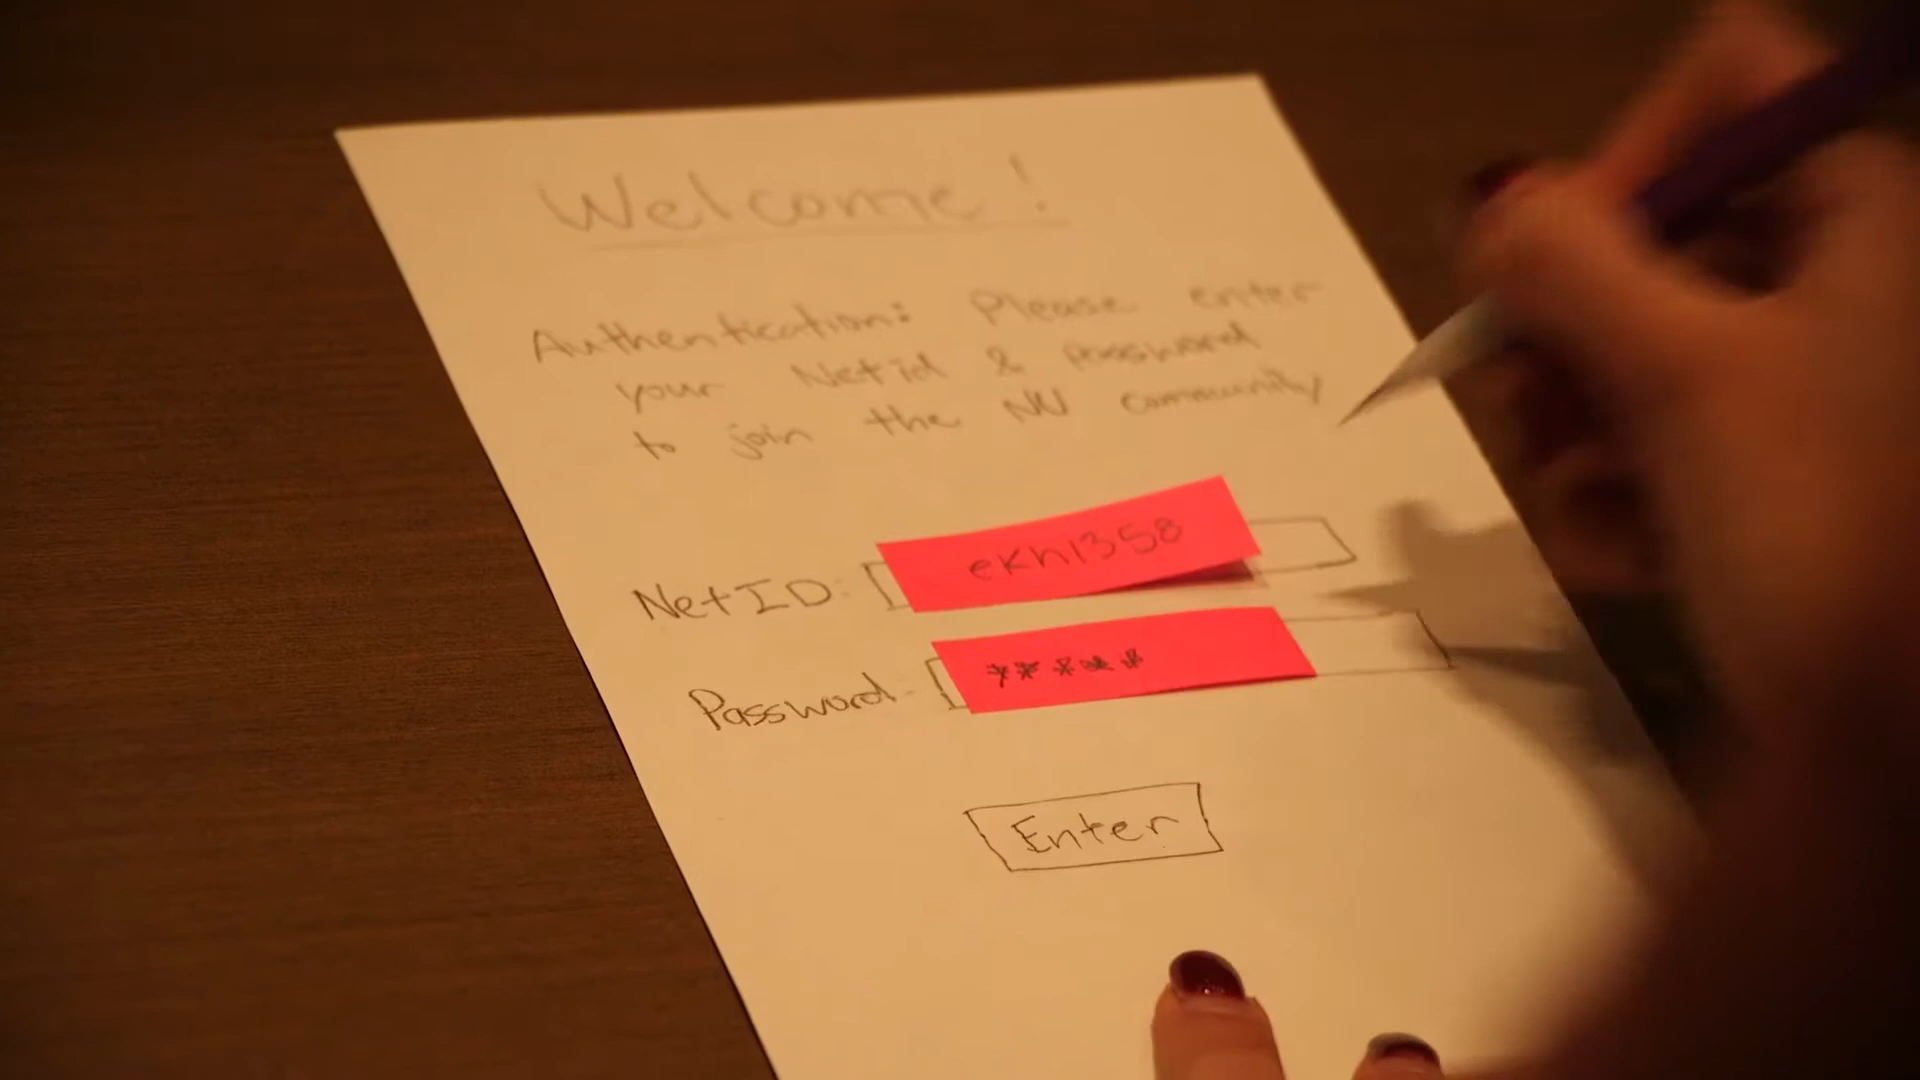 Welcome!
Authentication: Please enter
your Netid & password
to join the NU community
NetID: ekh1358
Password: *****
Enter